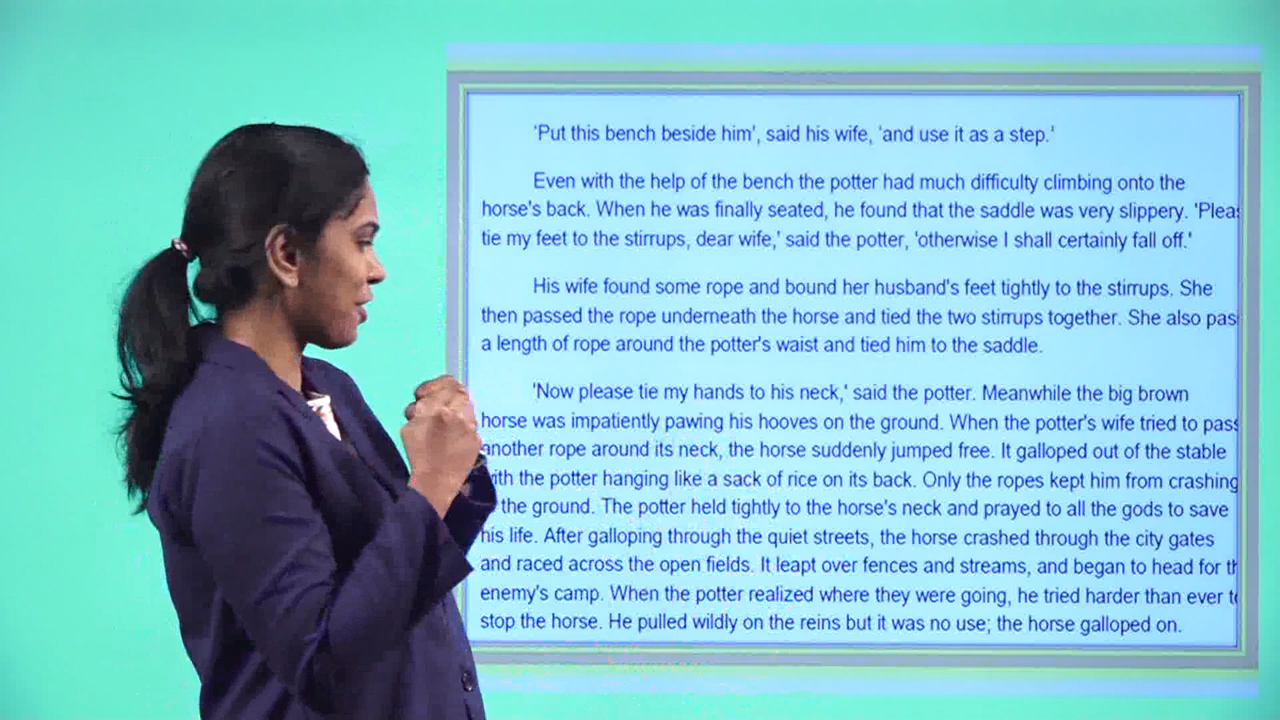 'Put this bench beside him', said his wife, 'and use it as a step.'
Even with the help of the bench the potter had much difficulty climbing onto the
horse's back. When he was finally seated, he found that the saddle was very slippery.
tie my feet to the stirrups, dear wife,' said the potter, 'otherwise I shall certainly fall off.'
His wife found some rope and bound her husband's feet tightly to the stirrups. She
then passed the rope underneath the horse and tied the two stirrups together. She also
a length of rope around the potter's waist and tied him to the saddle.
'Now please tie my hands to his neck,' said the potter. Meanwhile the big brown
horse was impatiently pawing his hooves on the ground. When the potter's wife tried to pass
another rope around its neck, the horse suddenly jumped free. It galloped out of the stable
the potter hanging like a sack of rice on its back. Only the ropes kept him from crashing
the ground. The potter held tightly to the horse's neck and prayed to all the gods to save
his life. After galloping through the quiet streets, the horse crashed through the city gates
and raced across the open fields. It leapt over fences and streams, and began to head for
enemy's camp. When the potter realized where they were going, he tried harder than ever
stop the horse. He pulled wildly on the reins but it was no use; the horse galloped on.